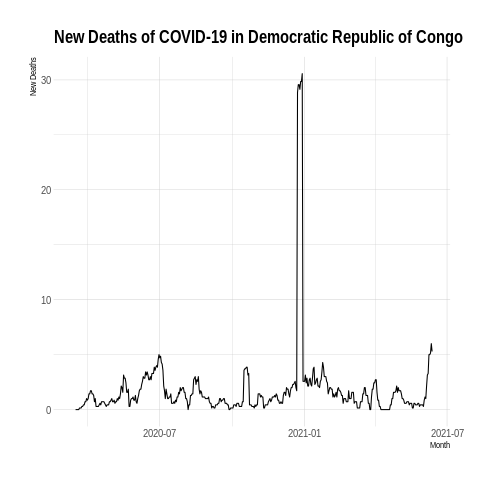 New Deaths of COVID-19 in Democratic Republic of Congo
New Deaths
30
20
10
0
2020-07
2021-01
2021-07
Month